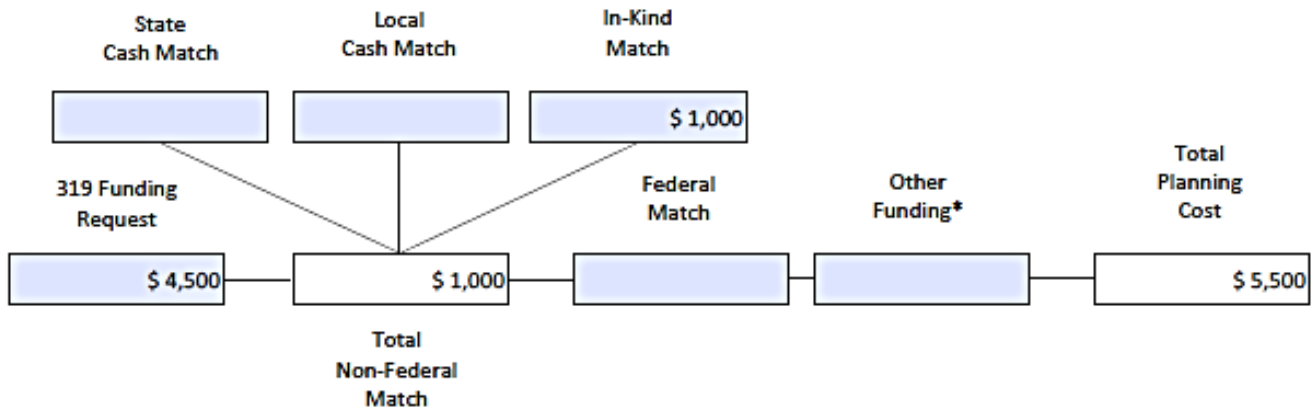 State
Cash Match
Local
Cash Match
In-Kind
Match
$ 1,000
319 Funding
Request
Federal
Match
Other
Funding*
Total
Planning
Cost
$ 4,500
$ 1,000
$ 5,500
Total
Non-Federal
Match